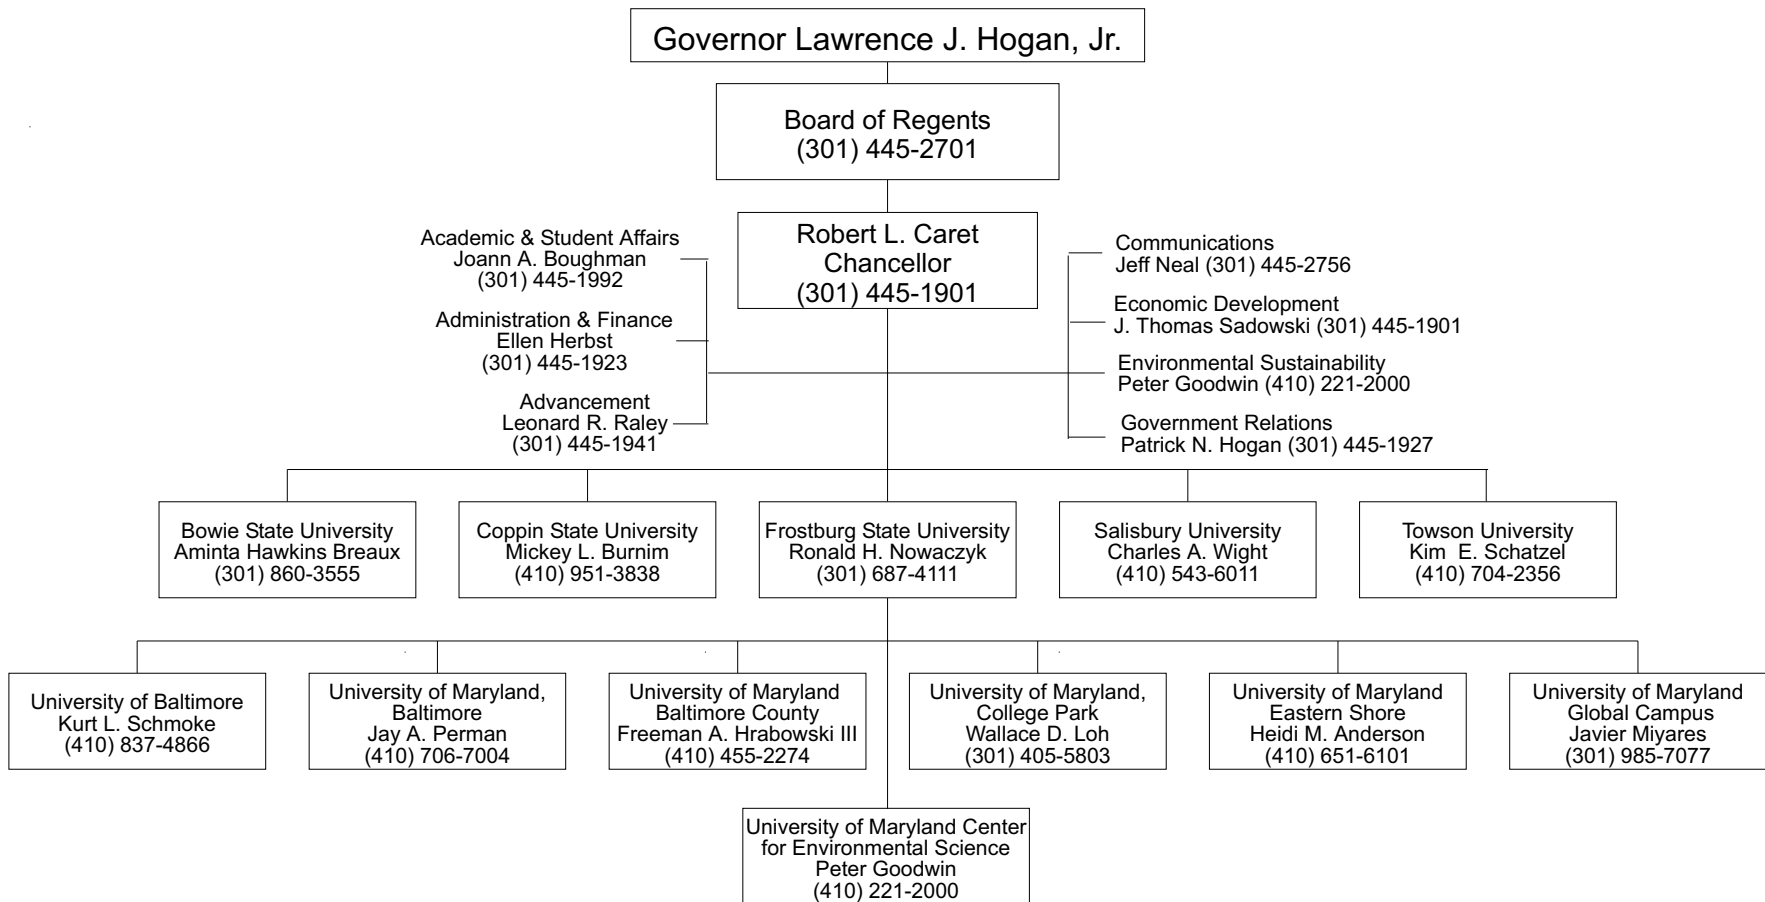 Governor Lawrence J. Hogan, Jr.
Board of Regents
(301) 445-2701
Robert L. Caret
Chancellor
(301) 445-1901
Academic & Student Affairs
Joann A. Boughman
(301) 445-1992
Administration & Finance
Ellen Herbst
(301) 445-1923
Advancement
Leonard R. Raley
(301) 445-1941
Communications
Jeff Neal (301) 445-2756
Economic Development
J. Thomas Sadowski (301) 445-1901
Environmental Sustainability
Peter Goodwin (410) 221-2000
Government Relations
Patrick N. Hogan (301) 445-1927
Bowie State University
Aminta Hawkins Breaux
(301) 860-3555
Coppin State University
Mickey L. Burnim
(410) 951-3838
Frostburg State University
Ronald H. Nowaczyk
(301) 687-4111
Salisbury University
Charles A. Wight
(410) 543-6011
Towson University
Kim E. Schatzel
(410) 704-2356
University of Baltimore
Kurt L. Schmoke
(410) 837-4866
University of Maryland,
Baltimore
Jay A. Perman
(410) 706-7004
University of Maryland
Baltimore County
Freeman A. Hrabowski III
(410) 455-2274
University of Maryland,
College Park
Wallace D. Loh
(301) 405-5803
University of Maryland
Eastern Shore
Heidi M. Anderson
(410) 651-6101
University of Maryland
Global Campus
Javier Miyares
(301) 985-7077
University of Maryland Center
for Environmental Science
Peter Goodwin
(410) 221-2000